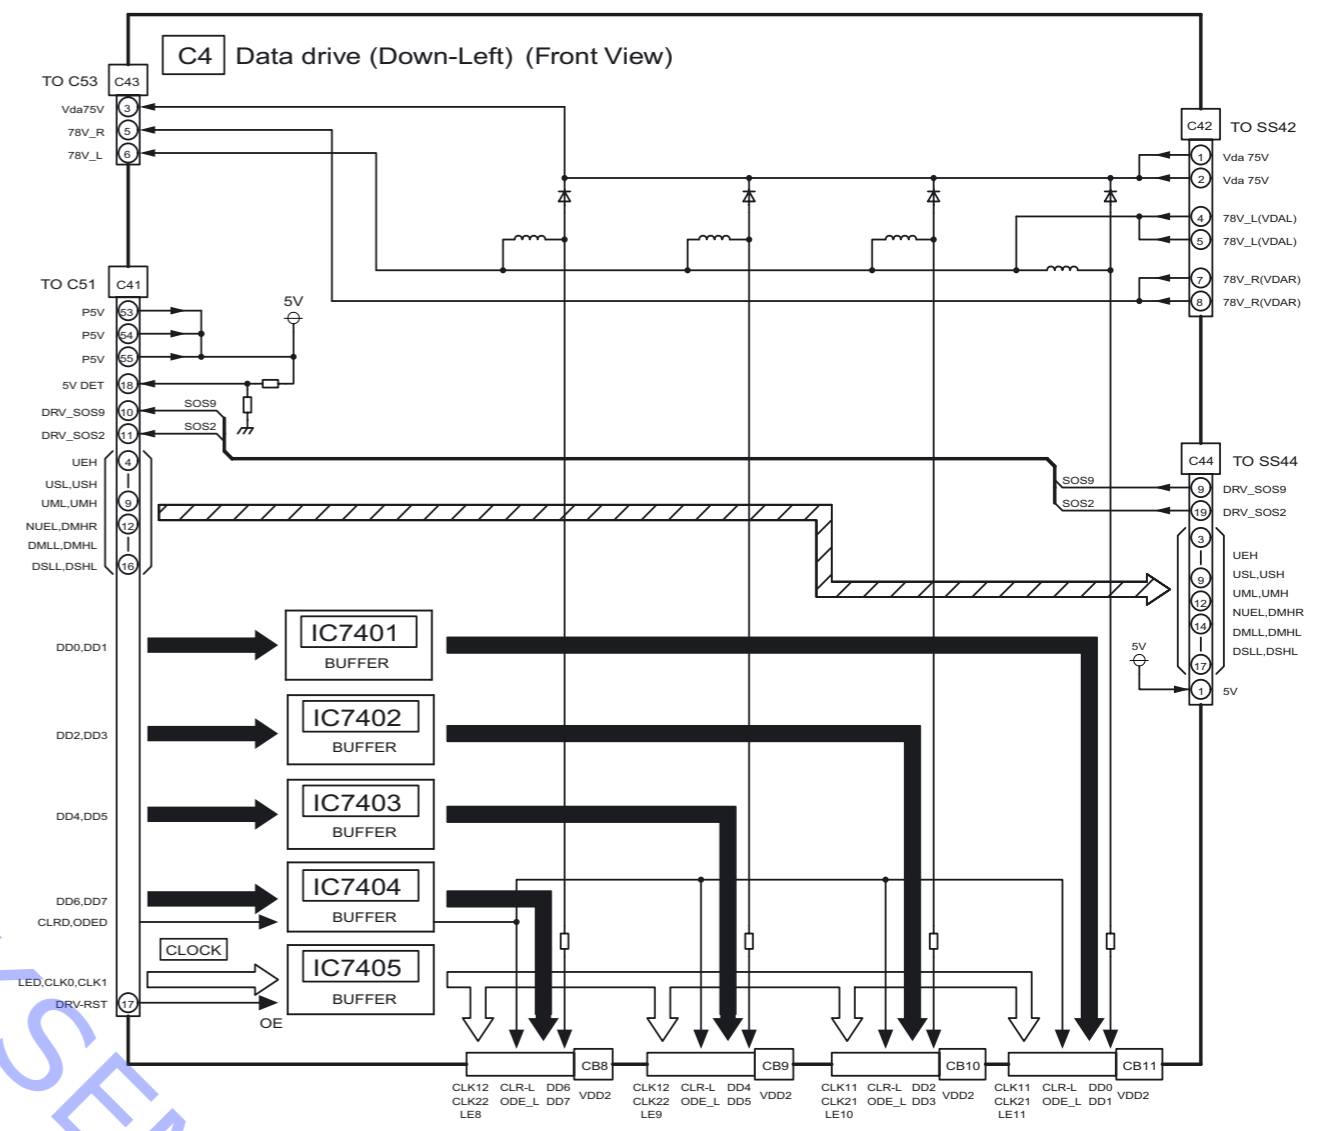 C4 Data drive (Down-Left) (Front View)
TO C53 C43
Vda75V 3
78V_R 5
78V_L 6
C42 TO SS42
1 Vda 75V
2 Vda 75V
4 78V_L(VDAL)
5 78V_L(VDAL)
7 78V_R(VDAR)
8 78V_R(VDAR)
TO C51 C41
P5V 53
P5V 54
P5V 55
5V
5V DET 18
DRV_SOS9 10 SOS9
DRV_SOS2 11 SOS2
UEH 4
USL,USH
UML,UMH 9
NUEL,DMHR 12
DMLL,DMHL
DSLL,DSHL 16
C44 TO SS44
SOS9 9 DRV_SOS9
SOS2 19 DRV_SOS2
3
UEH
9 USL,USH
12 UML,UMH
NUEL,DMHR
14 DMLL,DMHL
DSLL,DSHL
17
5V
1 5V
DD0,DD1
IC7401
BUFFER
DD2,DD3
IC7402
BUFFER
DD4,DD5
IC7403
BUFFER
DD6,DD7
IC7404
BUFFER
CLRD,ODED
CLOCK
LED,CLK0,CLK1
IC7405
BUFFER
DRV-RST 17
OE
CB8 CB9 CB10 CB11
CLK12 CLR-L DD6 CLK12 CLR-L DD4 CLK11 CLR-L DD2 CLK11 CLR-L DD0
VDD2 VDD2 VDD2 VDD2
CLK22 ODE_L DD7 CLK22 ODE_L DD5 CLK21 ODE_L DD3 CLK21 ODE_L DD1
LE8 LE9 LE10 LE11